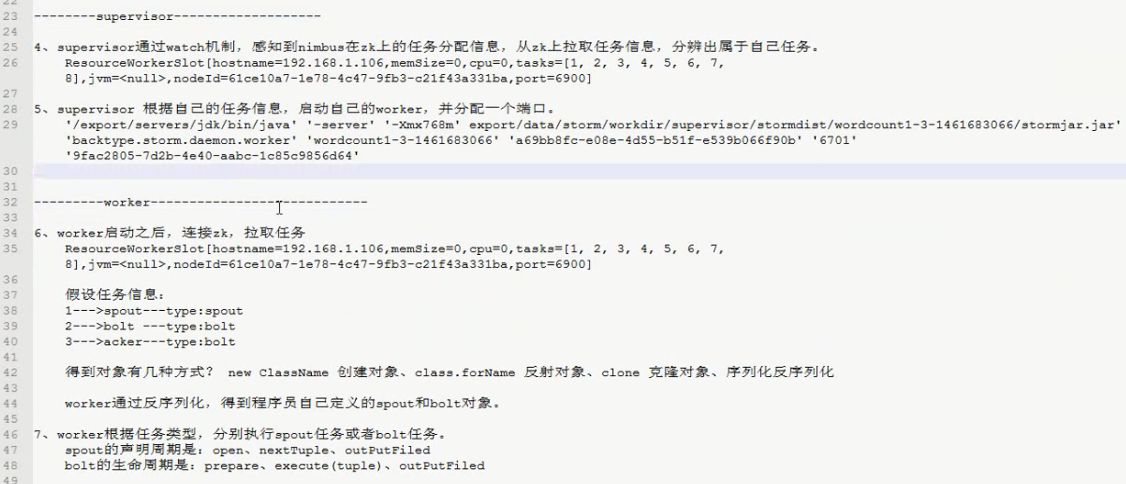 23 --------supervisor-------------------
24
25 4、supervisor通过watch机制，感知到nimbus在zk上的任务分配信息，从zk上拉取任务信息，分辨出属于自己任务。
26 ResourceWorkerSlot[hostname=192.168.1.106,memSize=0,cpu=0,tasks=[1, 2, 3, 4, 5, 6, 7,
8],jvm=<null>,nodeId=61ce10a7-1e78-4c47-9fb3-c21f43a331ba,port=6900]
27
28 5、supervisor 根据自己的任务信息，启动自己的worker，并分配一个端口。
29 '/export/servers/jdk/bin/java' '-server' '-Xmx768m' export/data/storm/workdir/supervisor/stormdist/wordcount1-3-1461683066/stormjar.jar'
'backtype.storm.daemon.worker' 'wordcount1-3-1461683066' 'a69bb8fc-e08e-4d55-b51f-e539b066f90b' '6701'
'9fac2805-7d2b-4e40-aabc-1c85c9856d64'
30
31
32 ---------worker----------------------------
33
34 6、worker启动之后，连接zk，拉取任务
35 ResourceWorkerSlot[hostname=192.168.1.106,memSize=0,cpu=0,tasks=[1, 2, 3, 4, 5, 6, 7,
8],jvm=<null>,nodeId=61ce10a7-1e78-4c47-9fb3-c21f43a331ba,port=6900]
36
37 假设任务信息：
38 1--->spout---type:spout
39 2--->bolt ---type:bolt
40 3--->acker---type:bolt
41
42 得到对象有几种方式？ new ClassName 创建对象、class.forName 反射对象、clone 克隆对象、序列化反序列化
43
44 worker通过反序列化，得到程序员自己定义的spout和bolt对象。
45
46 7、worker根据任务类型，分别执行spout任务或者bolt任务。
47 spout的声明周期是：open、nextTuple、outPutFiled
48 bolt的生命周期是：prepare、execute(tuple)、outPutFiled
49